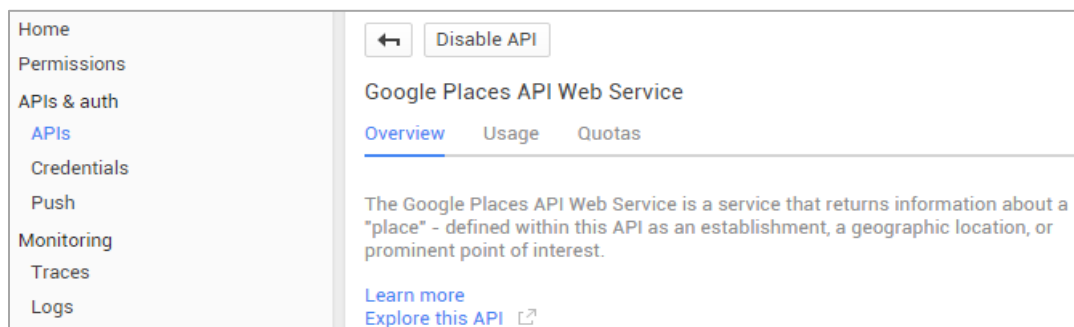 Home
Permissions
APIs & auth
APIs
Credentials
Push
Monitoring
Traces
Logs
Disable API
Google Places API Web Service
Overview Usage Quotas
The Google Places API Web Service is a service that returns information about a
"place" - defined within this API as an establishment, a geographic location, or
prominent point of interest.
Learn more
Explore this API